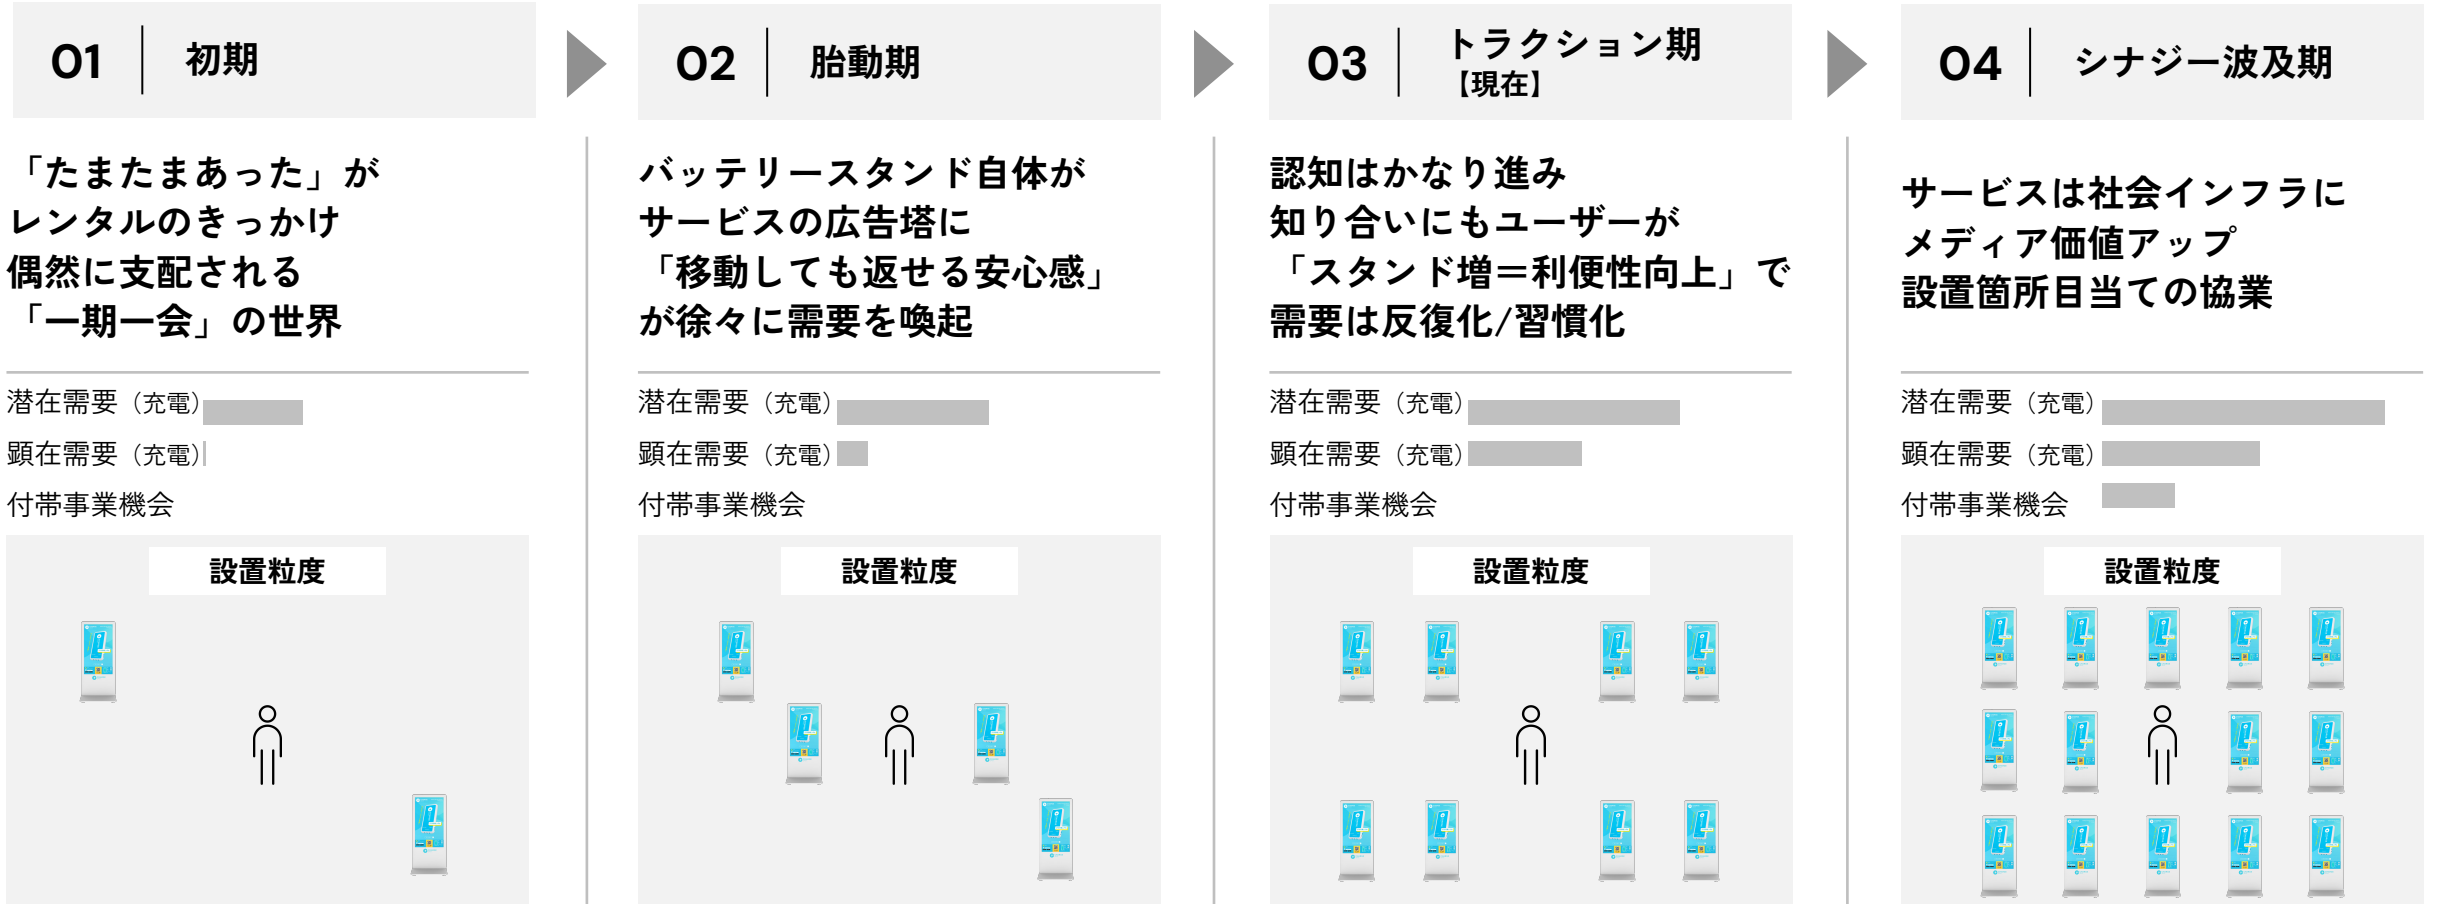 01
初期
「たまたまあった」が
レンタルのきっかけ
偶然に支配される
「一期一会」の世界
潜在需要（充電）
顕在需要（充電）
付帯事業機会
設置粒度
02
胎動期
バッテリースタンド自体が
サービスの広告塔に
「移動しても返せる安心感」
が徐々に需要を喚起
潜在需要（充電）
顕在需要（充電）
付帯事業機会
設置粒度
03
トラクション期
【現在】
認知はかなり進み
知り合いにもユーザーが
「スタンド増＝利便性向上」で
需要は反復化/習慣化
潜在需要（充電）
顕在需要（充電）
付帯事業機会
設置粒度
04
シナジー波及期
サービスは社会インフラに
メディア価値アップ
設置箇所目当ての協業
潜在需要（充電）
顕在需要（充電）
付帯事業機会
設置粒度